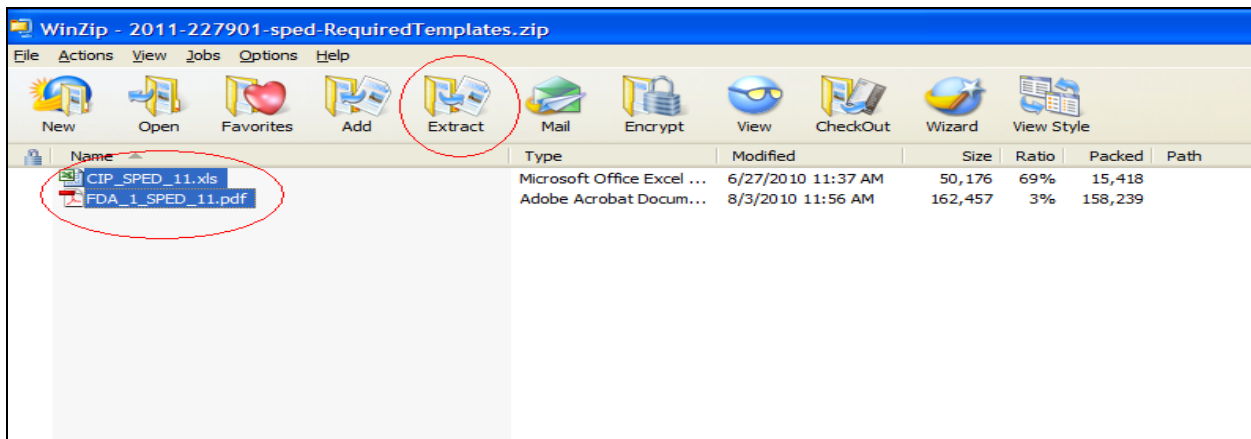 WinZip - 2011-227901-sped-RequiredTemplates.zip
File Actions View Jobs Options Help
New Open Favorites Add Extract Mail Encrypt View CheckOut Wizard View Style
Name Type Modified Size Ratio Packed Path
CIP_SPED_11.xls Microsoft Office Excel ... 6/27/2010 11:37 AM 50,176 69% 15,418
FDA_1_SPED_11.pdf Adobe Acrobat Docum... 8/3/2010 11:56 AM 162,457 3% 158,239